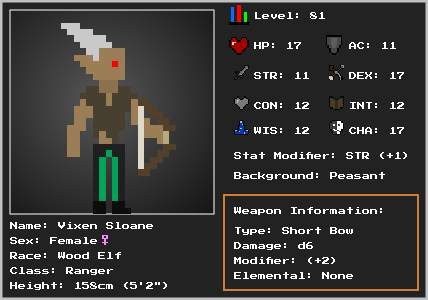 Level: 81
HP: 17
AC: 11
STR: 11
DEX: 17
CON: 12
INT: 12
WIS: 12
CHA: 17
Stat Modifier: STR (+1)
Background: Peasant
Weapon Information:
Type: Short Bow
Damage: d6
Modifier: (+2)
Elemental: None
Name: Vixen Sloane
Sex: Female♀
Race: Wood Elf
Class: Ranger
Height: 158cm (5'2")